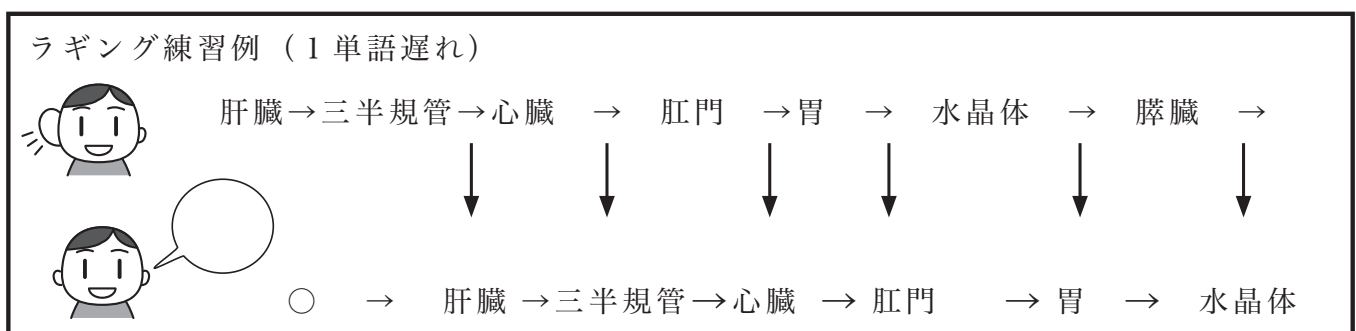 ラギング練習例（１単語遅れ）
肝臓→三半規管→心臓　→　肛門　→胃　→　水晶体　→　膵臓　→
○　→　肝臓→三半規管→心臓→肛門　→胃　→　水晶体